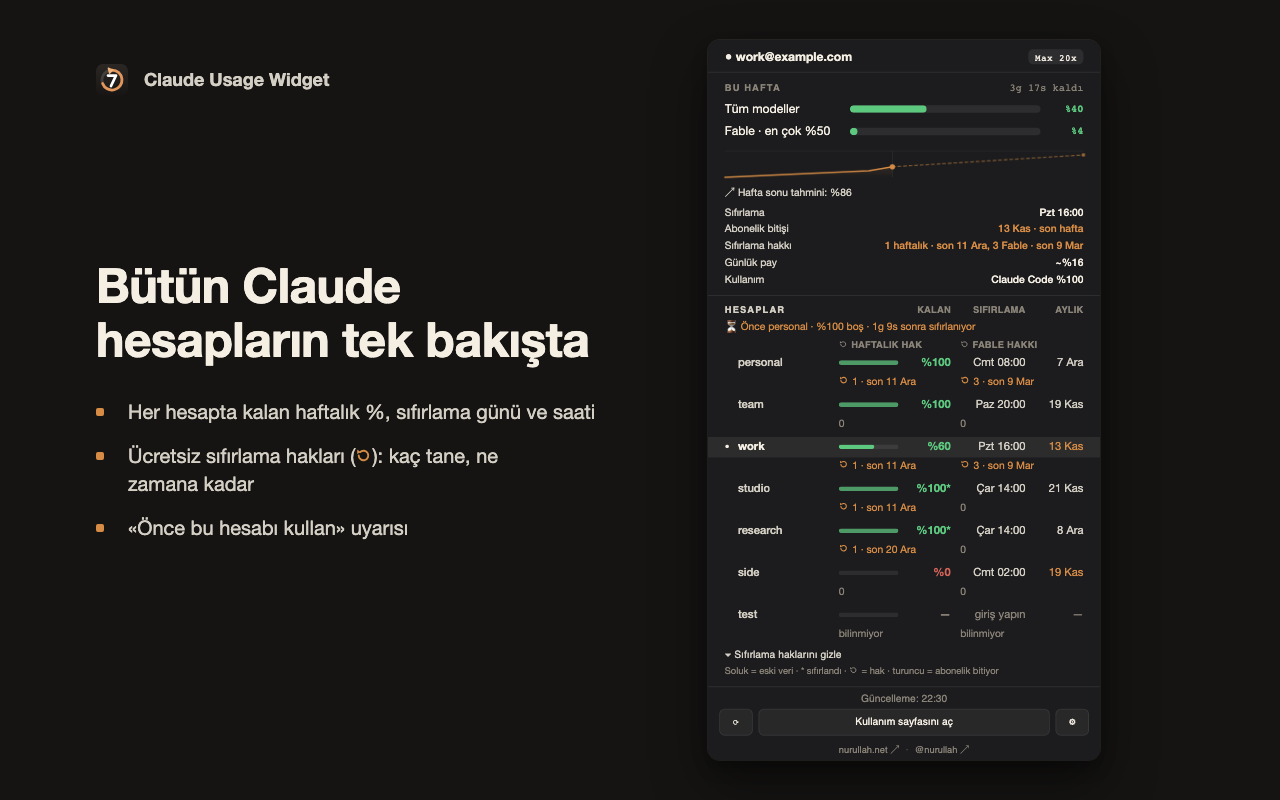 7 Claude Usage Widget
Bütün Claude
hesapların tek bakışta
Her hesapta kalan haftalık %, sıfırlama günü ve saati
Ücretsiz sıfırlama hakları (↺): kaç tane, ne
zamana kadar
«Önce bu hesabı kullan» uyarısı
work@example.com Max 20x
BU HAFTA 3g 17s kaldı
Tüm modeller %40
Fable · en çok %50 %4
↗ Hafta sonu tahmini: %86
Sıfırlama Pzt 16:00
Abonelik bitişi 13 Kas · son hafta
Sıfırlama hakkı 1 haftalık · son 11 Ara, 3 Fable · son 9 Mar
Günlük pay ~%16
Kullanım Claude Code %100
HESAPLAR KALAN SIFIRLAMA AYLIK
⏳ Önce personal · %100 boş · 1g 9s sonra sıfırlanıyor
↺ HAFTALIK HAK ↺ FABLE HAKKI
personal %100 Cmt 08:00 7 Ara
↺ 1 · son 11 Ara ↺ 3 · son 9 Mar
team %100 Paz 20:00 19 Kas
0 0
• work %60 Pzt 16:00 13 Kas
↺ 1 · son 11 Ara ↺ 3 · son 9 Mar
studio %100* Çar 14:00 21 Kas
↺ 1 · son 11 Ara 0
research %100* Çar 14:00 8 Ara
↺ 1 · son 20 Ara 0
side %0 Cmt 02:00 19 Kas
0 0
test — giriş yapın —
bilinmiyor bilinmiyor
▾ Sıfırlama haklarını gizle
Soluk = eski veri · * sıfırlandı · ↺ = hak · turuncu = abonelik bitiyor
Güncelleme: 22:30
Kullanım sayfasını aç
nurullah.net ↗ · @nurullah ↗